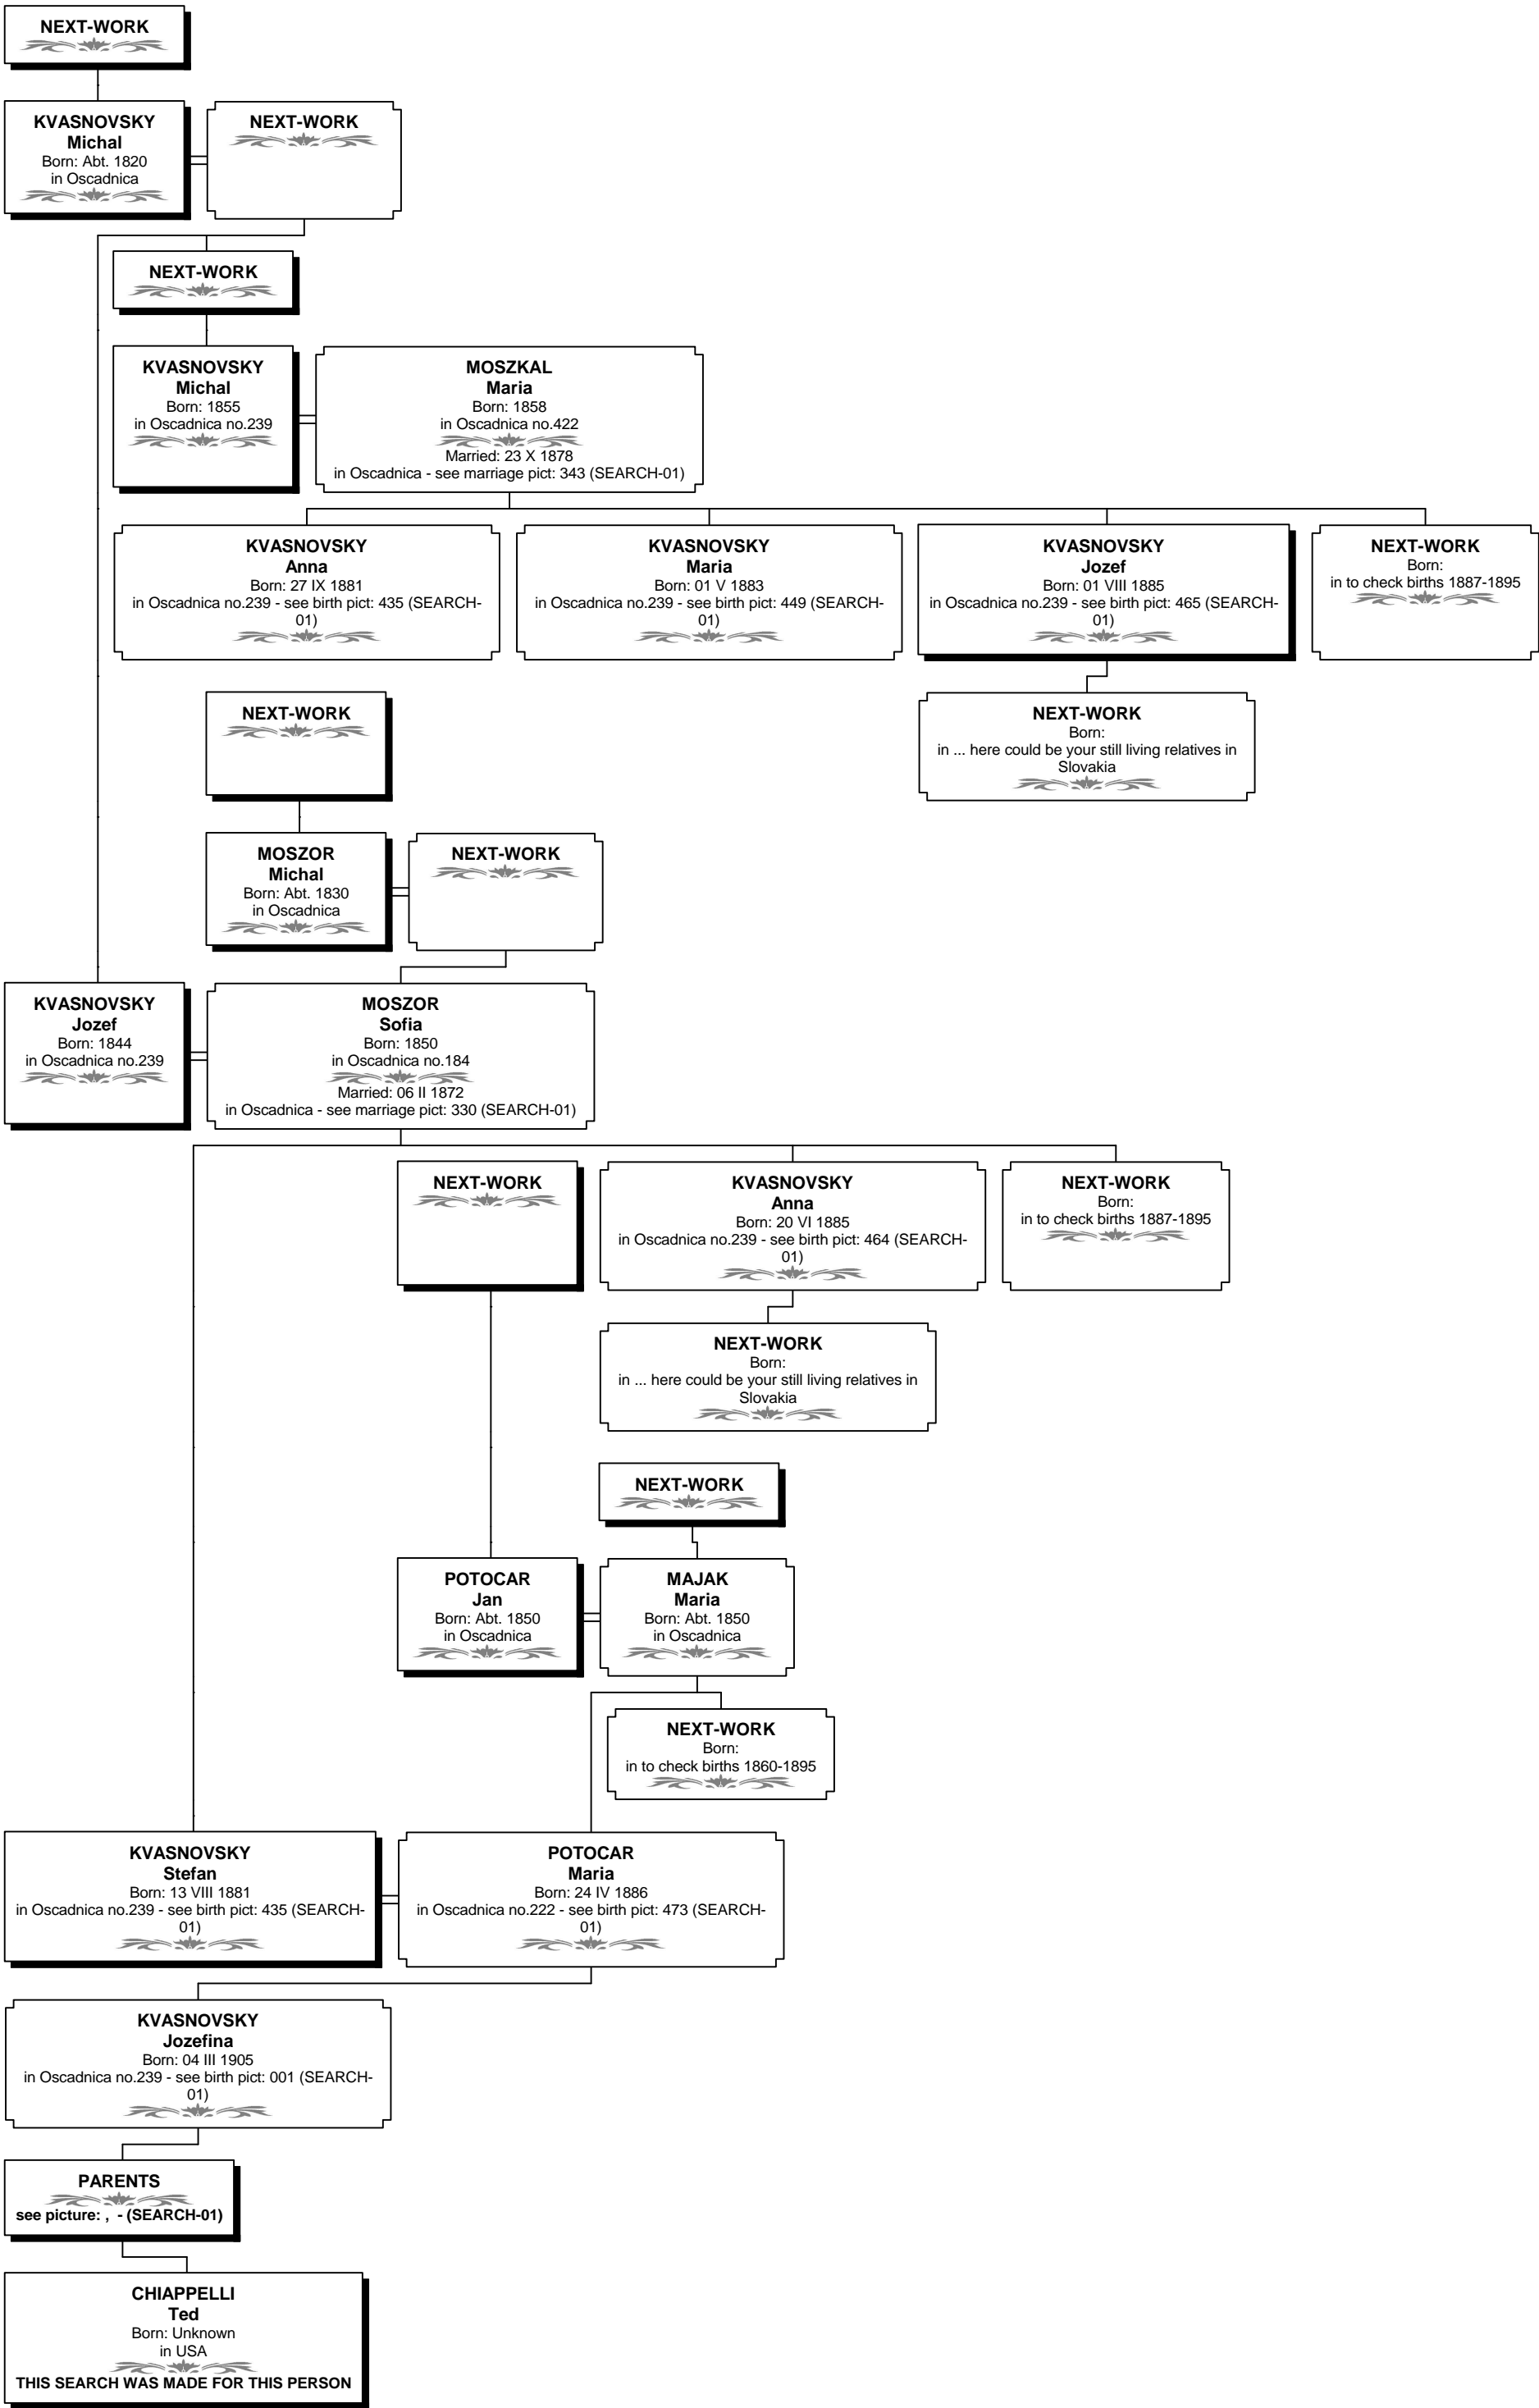 NEXT-WORK
KVASNOVSKY
Michal
Born: Abt. 1820
in Oscadnica
NEXT-WORK
NEXT-WORK
KVASNOVSKY
Michal
Born: 1855
in Oscadnica no.239
MOSZKAL
Maria
Born: 1858
in Oscadnica no.422
Married: 23 X 1878
in Oscadnica - see marriage pict: 343 (SEARCH-01)
KVASNOVSKY
Anna
Born: 27 IX 1881
in Oscadnica no.239 - see birth pict: 435 (SEARCH-
01)
KVASNOVSKY
Maria
Born: 01 V 1883
in Oscadnica no.239 - see birth pict: 449 (SEARCH-
01)
KVASNOVSKY
Jozef
Born: 01 VIII 1885
in Oscadnica no.239 - see birth pict: 465 (SEARCH-
01)
NEXT-WORK
Born:
in to check births 1887-1895
NEXT-WORK
Born:
in ... here could be your still living relatives in
Slovakia
NEXT-WORK
MOSZOR
Michal
Born: Abt. 1830
in Oscadnica
NEXT-WORK
KVASNOVSKY
Jozef
Born: 1844
in Oscadnica no.239
MOSZOR
Sofia
Born: 1850
in Oscadnica no.184
Married: 06 II 1872
in Oscadnica - see marriage pict: 330 (SEARCH-01)
NEXT-WORK
KVASNOVSKY
Anna
Born: 20 VI 1885
in Oscadnica no.239 - see birth pict: 464 (SEARCH-
01)
NEXT-WORK
Born:
in to check births 1887-1895
NEXT-WORK
Born:
in ... here could be your still living relatives in
Slovakia
NEXT-WORK
POTOCAR
Jan
Born: Abt. 1850
in Oscadnica
MAJAK
Maria
Born: Abt. 1850
in Oscadnica
NEXT-WORK
Born:
in to check births 1860-1895
KVASNOVSKY
Stefan
Born: 13 VIII 1881
in Oscadnica no.239 - see birth pict: 435 (SEARCH-
01)
POTOCAR
Maria
Born: 24 IV 1886
in Oscadnica no.222 - see birth pict: 473 (SEARCH-
01)
KVASNOVSKY
Jozefina
Born: 04 III 1905
in Oscadnica no.239 - see birth pict: 001 (SEARCH-
01)
PARENTS
see picture: ,  - (SEARCH-01)
CHIAPPELLI
Ted
Born: Unknown
in USA
THIS SEARCH WAS MADE FOR THIS PERSON